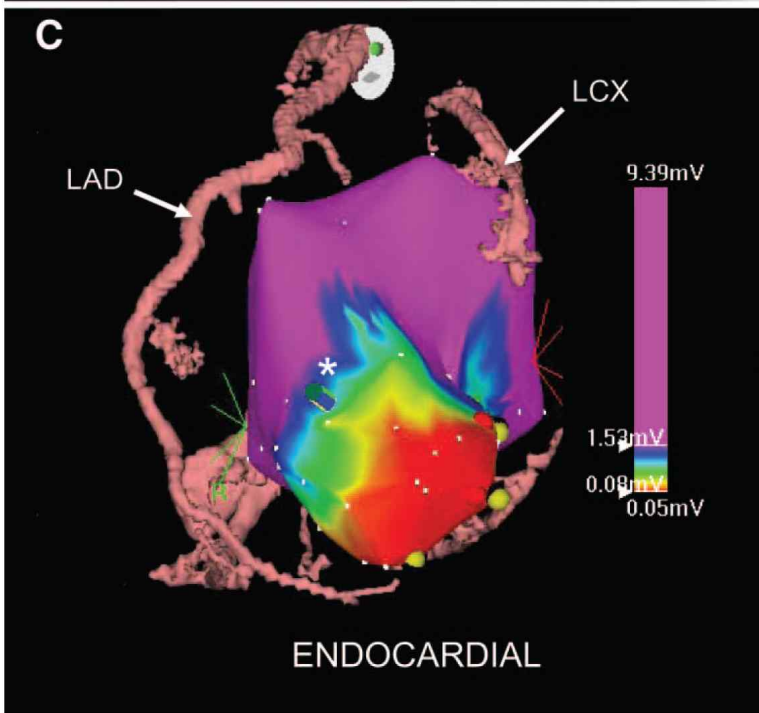 C
LCX
LAD
9.39mV
1.53mV
0.08mV
0.05mV
*
ENDOCARDIAL